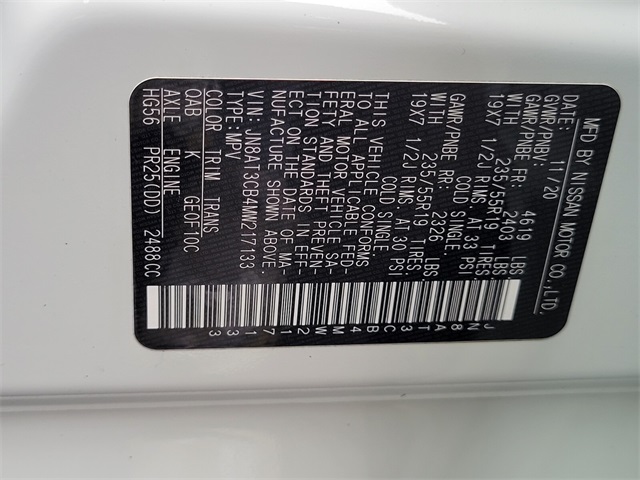 MFD BY NISSAN MOTOR CO.,LTD.
DATE: 11/20
GVWR/PNBV: 4619 LBS
GAWR/PNBE FR: 2403 LBS
WITH 235/55R19 TIRES
19X7 1/2J RIMS, AT 33 PSI
COLD SINGLE.
GAWR/PNBE RR: 2326 LBS.
WITH 235/55R19 TIRES
19X7 1/2J RIMS, AT 30 PSI
COLD SINGLE.
THIS VEHICLE CONFORMS
TO ALL APPLICABLE FED-
ERAL MOTOR VEHICLE SA-
FETY AND THEFT PREVEN-
TION STANDARDS IN EFF-
ECT ON THE DATE OF MA-
NUFACTURE SHOWN ABOVE.
VIN:JN8AT3CB4MW217133
TYPE:MPV
COLOR TRIM TRANS
QAB K GE0F10C
AXLE ENGINE
HG56 PR25(DD) 2488CC
JN8AT3CB4MW217133